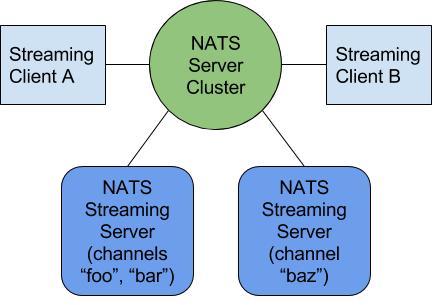 Streaming
Client A
NATS
Server
Cluster
Streaming
Client B
NATS
Streaming
Server
(channels
“foo”, “bar”)
NATS
Streaming
Server
(channel
“baz”)